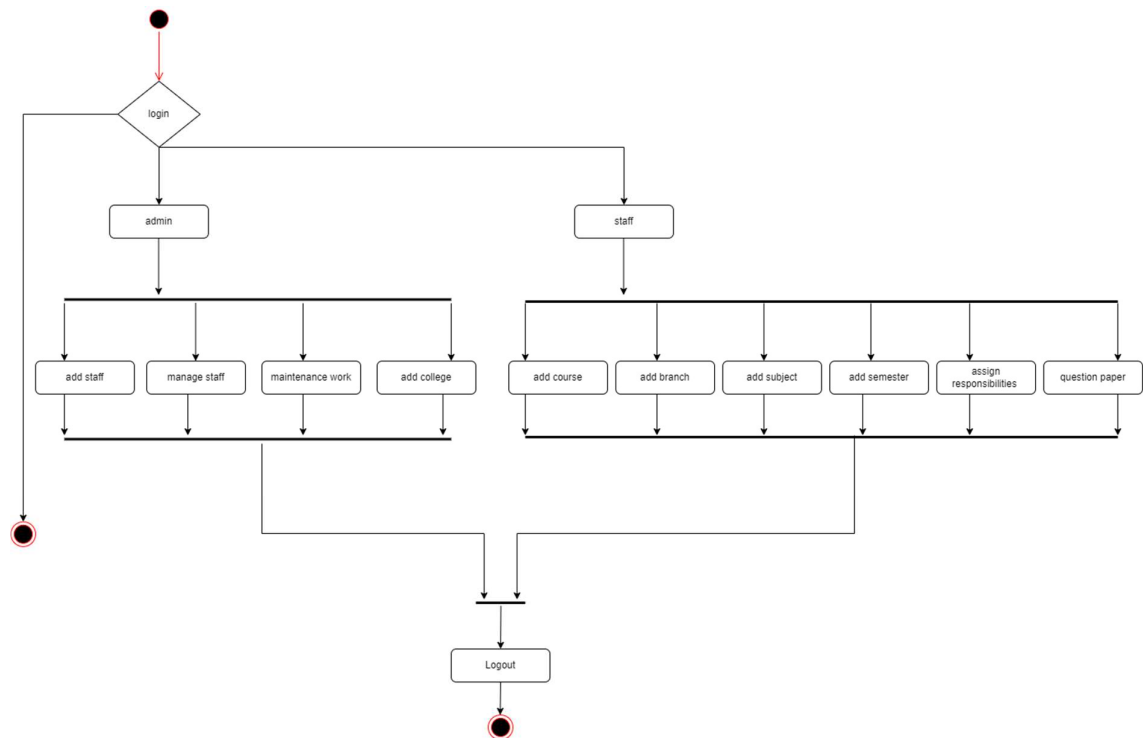 login
admin
staff
add staff
manage staff
maintenance work
add college
add course
add branch
add subject
add semester
assign
responsibilities
question paper
Logout